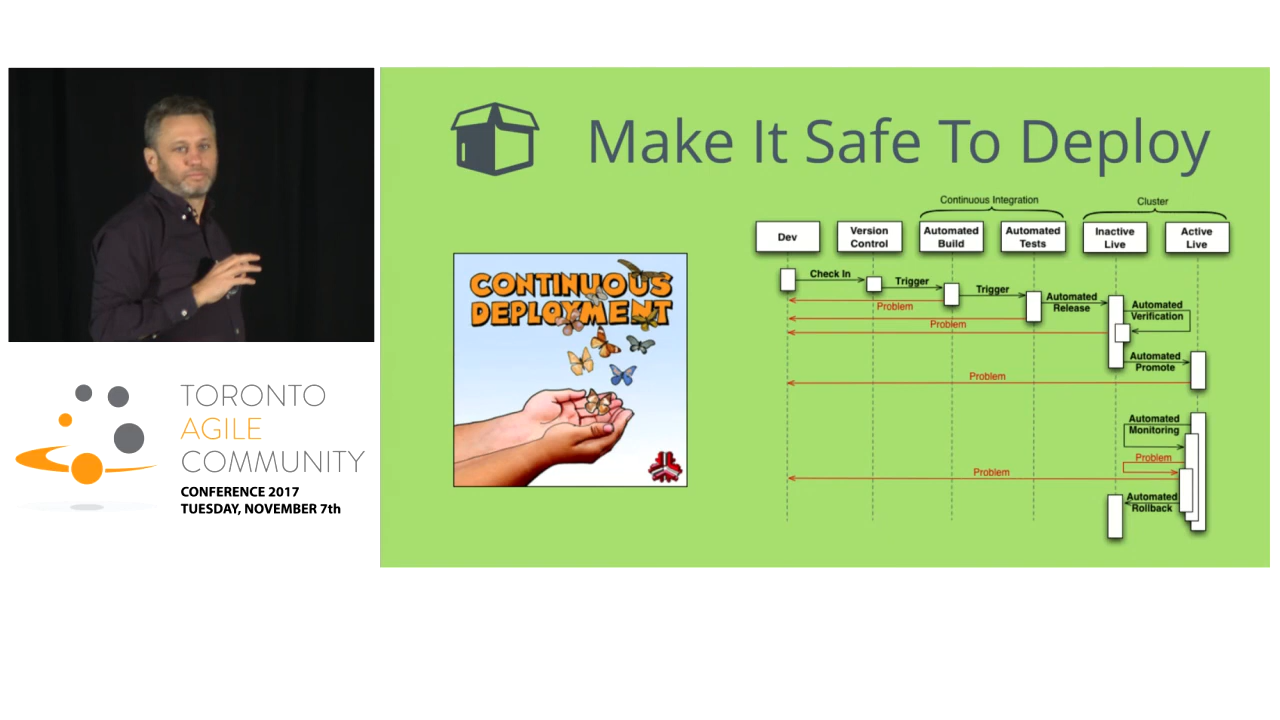 Make It Safe To Deploy
CONTINUOUS
DEPLOYMENT
Continuous Integration
Cluster
Dev
Version
Control
Automated
Build
Automated
Tests
Inactive
Live
Active
Live
Check In
Trigger
Trigger
Automated
Release
Automated
Verification
Problem
Problem
Automated
Promote
Problem
Automated
Monitoring
Problem
Problem
Automated
Rollback
TORONTO
AGILE
COMMUNITY
CONFERENCE 2017
TUESDAY, NOVEMBER 7th